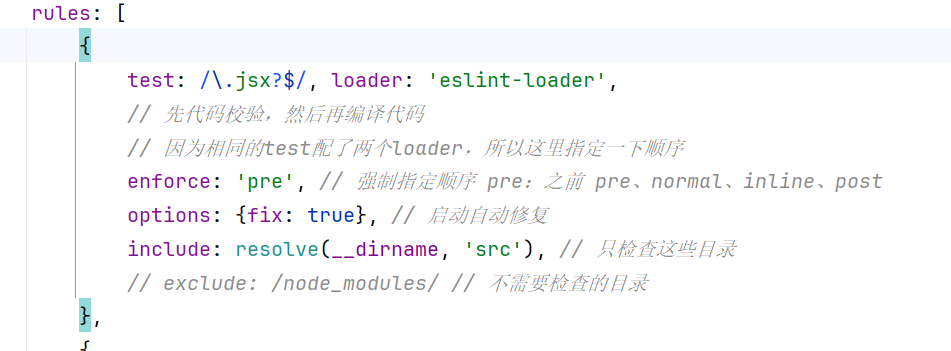 rules: [
{
test: /\.jsx?$/, loader: 'eslint-loader',
// 先代码校验，然后再编译代码
// 因为相同的test配了两个loader，所以这里指定一下顺序
enforce: 'pre', // 强制指定顺序 pre：之前 pre、normal、inline、post
options: {fix: true}, // 启动自动修复
include: resolve(__dirname, 'src'), // 只检查这些目录
// exclude: /node_modules/ // 不需要检查的目录
},
{